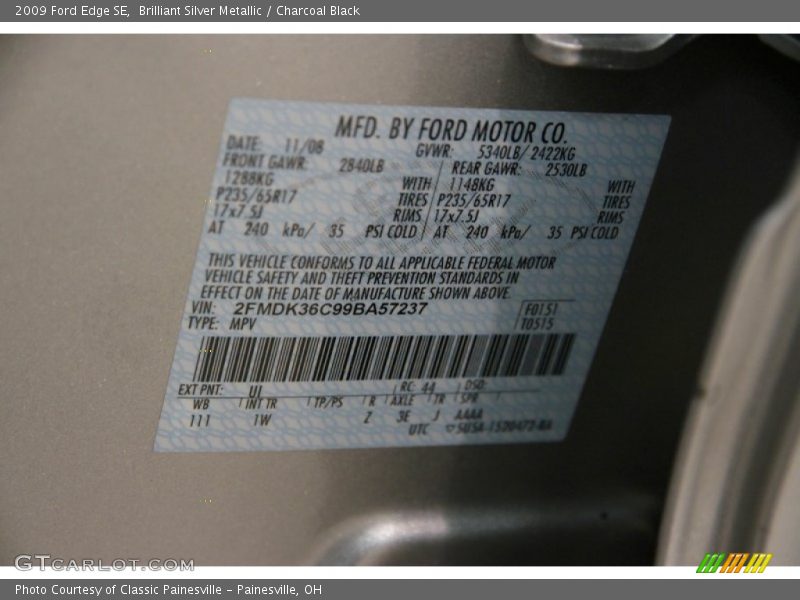 2009 Ford Edge SE,  Brilliant Silver Metallic / Charcoal Black
MFD. BY FORD MOTOR CO.
DATE: 11/08 GVWR: 5340LB/ 2422KG
FRONT GAWR: 2840LB REAR GAWR: 2530LB
1288KG WITH 1148KG WITH
P235/65R17 TIRES P235/65R17 TIRES
17x7.5J RIMS 17x7.5J RIMS
AT 240 kPa/ 35 PSI COLD AT 240 kPa/ 35 PSI COLD
THIS VEHICLE CONFORMS TO ALL APPLICABLE FEDERAL MOTOR
VEHICLE SAFETY AND THEFT PREVENTION STANDARDS IN
EFFECT ON THE DATE OF MANUFACTURE SHOWN ABOVE.
VIN: 2FMDK36C99BA57237 F0151
TYPE: MPV T0515
EXT PNT: UI RC: 44 DSO:
WB INT TR TP/PS R AXLE TR SPR
111 1W Z 3E J AAAA
UTC
GTCARLOT.COM
Photo Courtesy of Classic Painesville - Painesville, OH